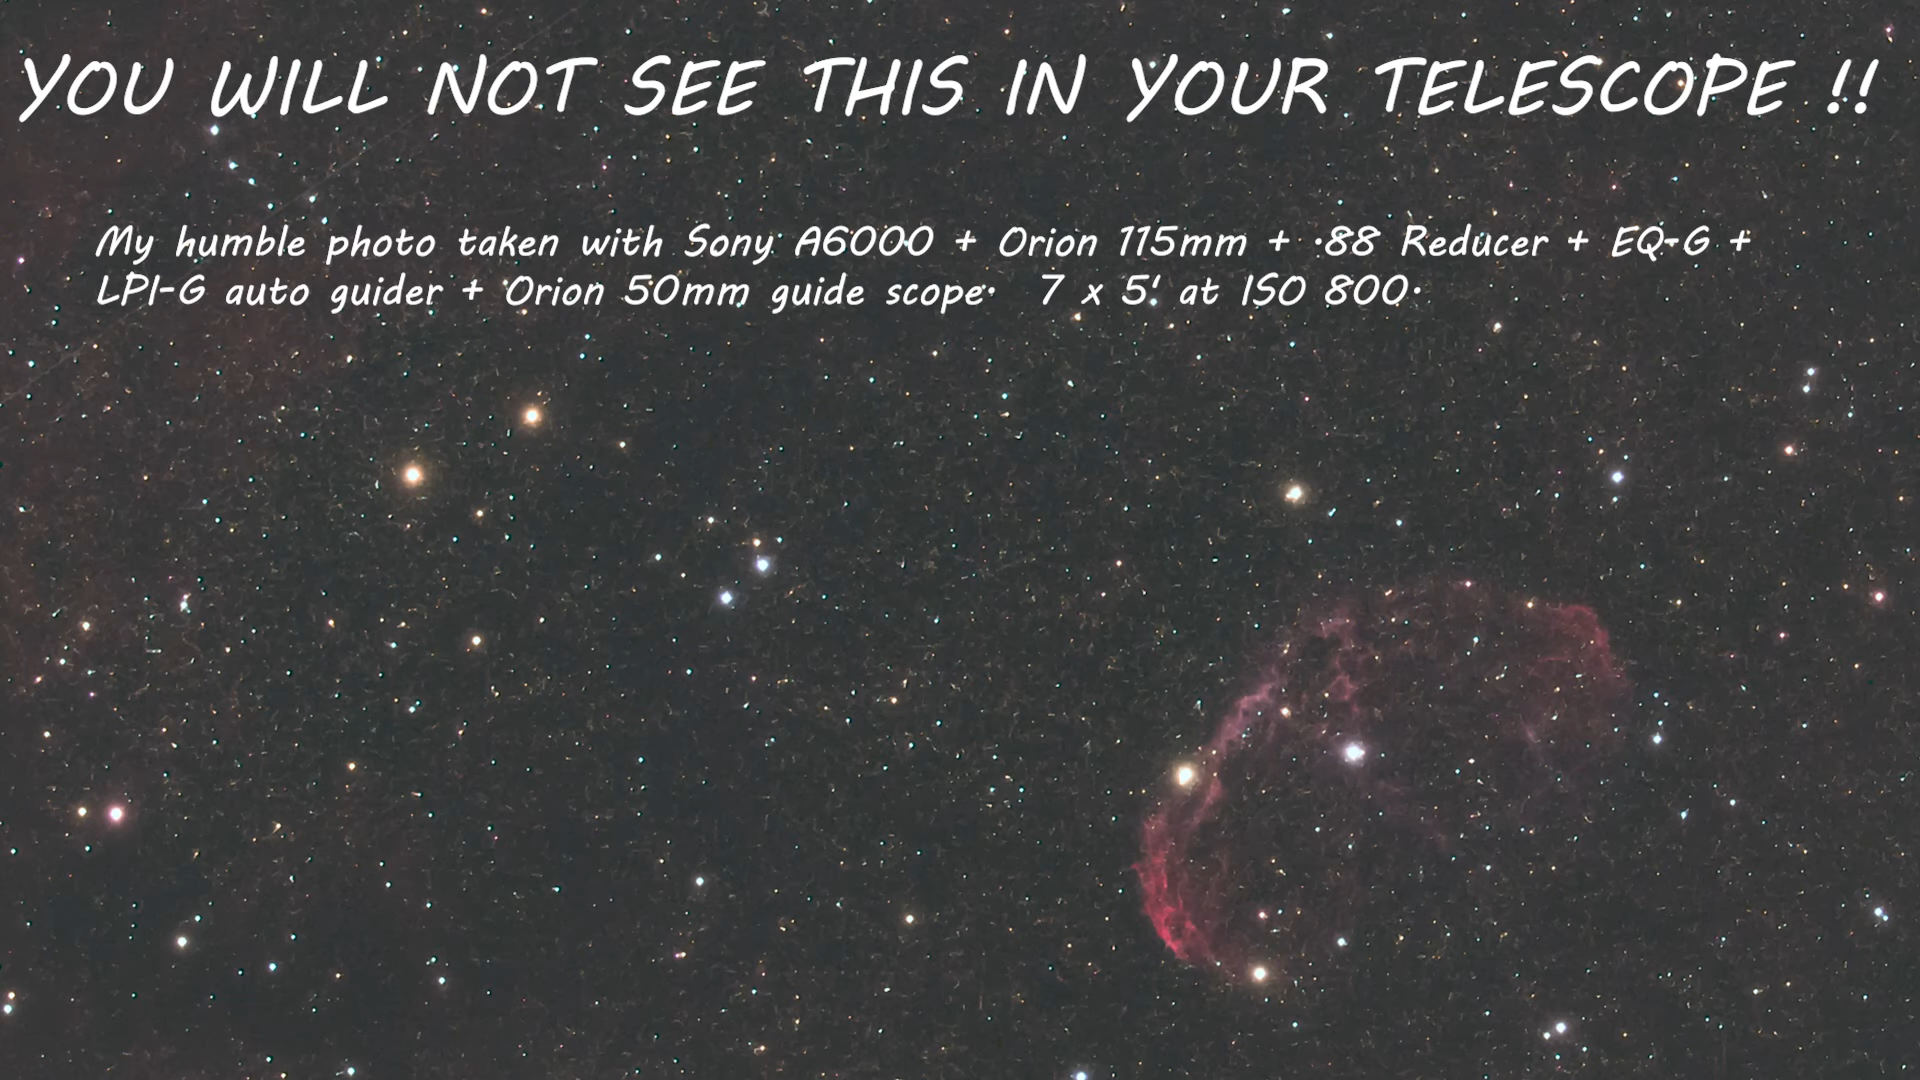 YOU WILL NOT SEE THIS IN YOUR TELESCOPE !!
My humble photo taken with Sony A6000 + Orion 115mm + .88 Reducer + EQ-G +
LPI-G auto guider + Orion 50mm guide scope.  7 x 5' at ISO 800.